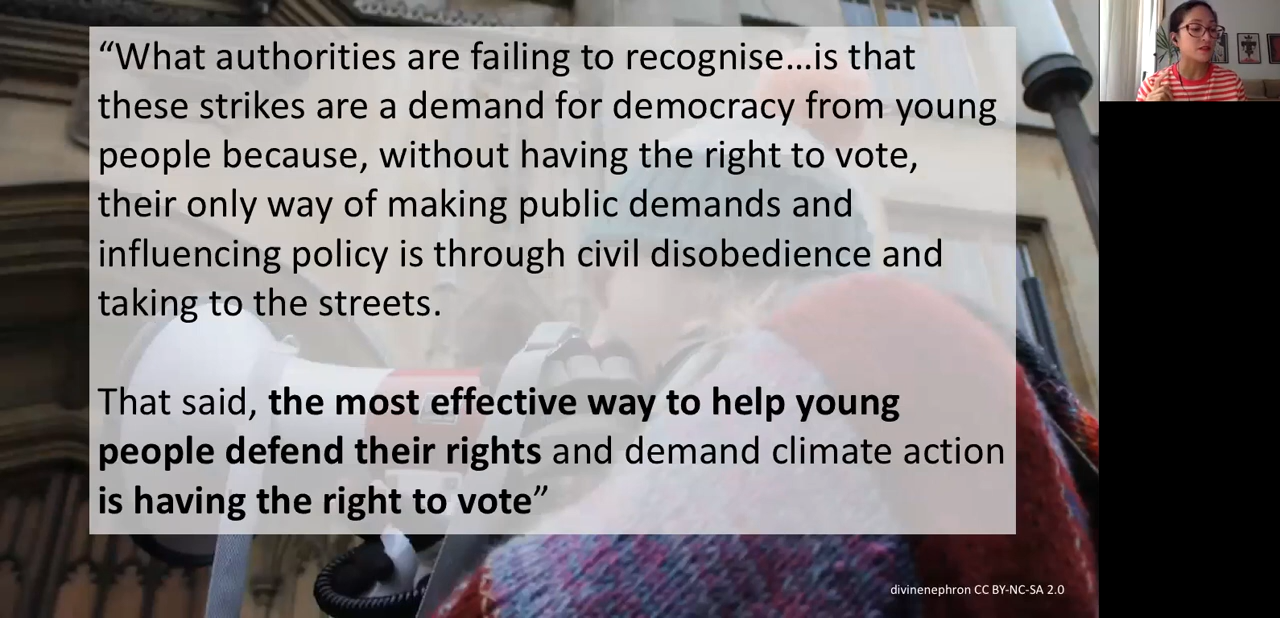 “What authorities are failing to recognise…is that
these strikes are a demand for democracy from young
people because, without having the right to vote,
their only way of making public demands and
influencing policy is through civil disobedience and
taking to the streets.
That said, the most effective way to help young
people defend their rights and demand climate action
is having the right to vote”
divinenephron CC BY-NC-SA 2.0